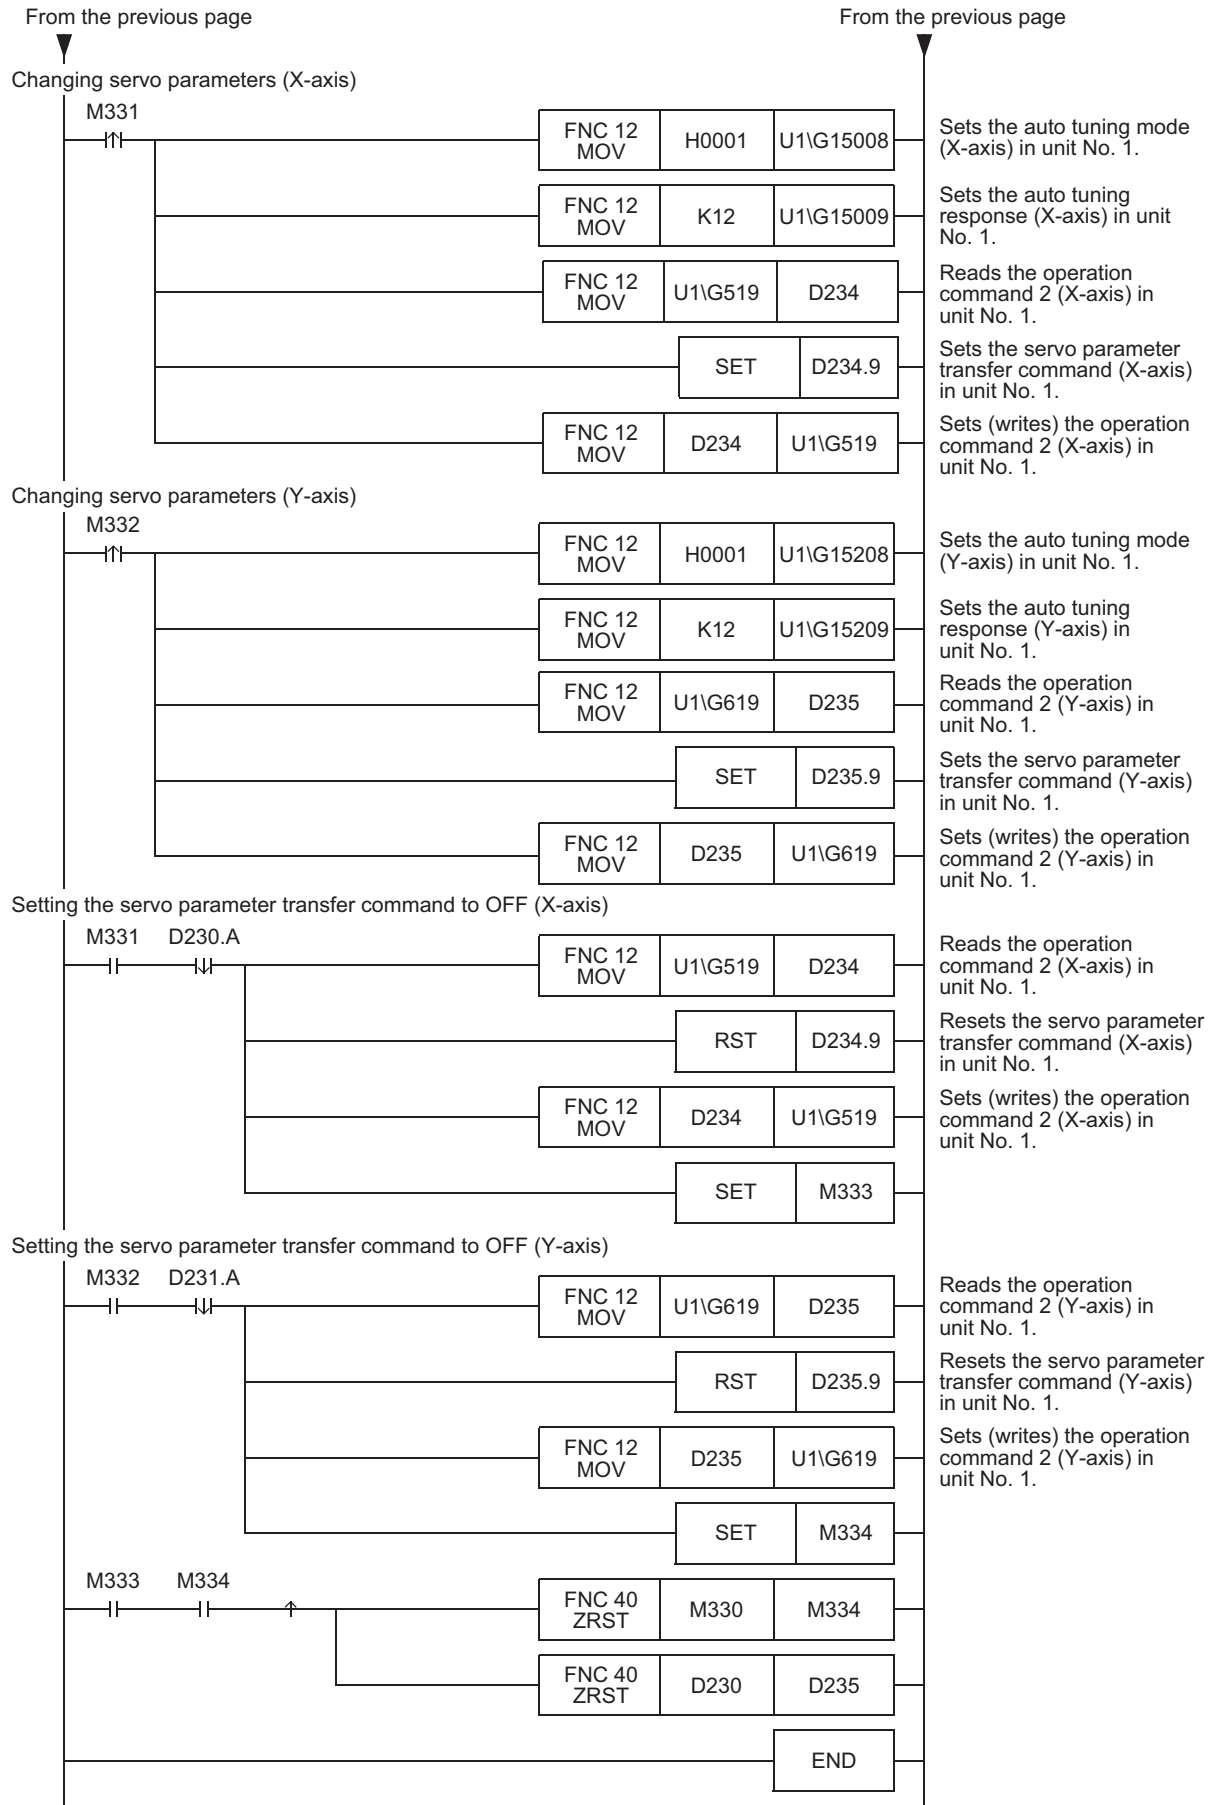 From the previous page
From the previous page
Changing servo parameters (X-axis)
M331
FNC 12
MOV
H0001
U1\G15008
Sets the auto tuning mode
(X-axis) in unit No. 1.
FNC 12
MOV
K12
U1\G15009
Sets the auto tuning
response (X-axis) in unit
No. 1.
FNC 12
MOV
U1\G519
D234
Reads the operation
command 2 (X-axis) in
unit No. 1.
SET
D234.9
Sets the servo parameter
transfer command (X-axis)
in unit No. 1.
FNC 12
MOV
D234
U1\G519
Sets (writes) the operation
command 2 (X-axis) in
unit No. 1.
Changing servo parameters (Y-axis)
M332
FNC 12
MOV
H0001
U1\G15208
Sets the auto tuning mode
(Y-axis) in unit No. 1.
FNC 12
MOV
K12
U1\G15209
Sets the auto tuning
response (Y-axis) in
unit No. 1.
FNC 12
MOV
U1\G619
D235
Reads the operation
command 2 (Y-axis) in
unit No. 1.
SET
D235.9
Sets the servo parameter
transfer command (Y-axis)
in unit No. 1.
FNC 12
MOV
D235
U1\G619
Sets (writes) the operation
command 2 (Y-axis) in
unit No. 1.
Setting the servo parameter transfer command to OFF (X-axis)
M331 D230.A
FNC 12
MOV
U1\G519
D234
Reads the operation
command 2 (X-axis) in
unit No. 1.
RST
D234.9
Resets the servo parameter
transfer command (X-axis)
in unit No. 1.
FNC 12
MOV
D234
U1\G519
Sets (writes) the operation
command 2 (X-axis) in
unit No. 1.
SET
M333
Setting the servo parameter transfer command to OFF (Y-axis)
M332 D231.A
FNC 12
MOV
U1\G619
D235
Reads the operation
command 2 (Y-axis) in
unit No. 1.
RST
D235.9
Resets the servo parameter
transfer command (Y-axis)
in unit No. 1.
FNC 12
MOV
D235
U1\G619
Sets (writes) the operation
command 2 (Y-axis) in
unit No. 1.
SET
M334
M333 M334
FNC 40
ZRST
M330
M334
FNC 40
ZRST
D230
D235
END